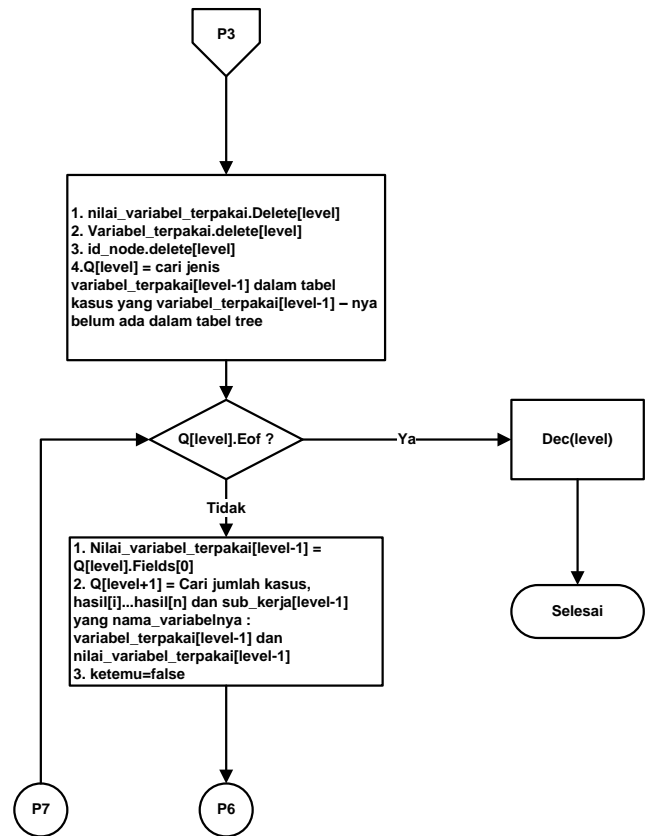 P3
1. nilai_variabel_terpakai.Delete[level]
2. Variabel_terpakai.delete[level]
3. id_node.delete[level]
4.Q[level] = cari jenis
variabel_terpakai[level-1] dalam tabel
kasus yang variabel_terpakai[level-1] – nya
belum ada dalam tabel tree
Q[level].Eof ?
Ya
Dec(level)
Tidak
1. Nilai_variabel_terpakai[level-1] =
Q[level].Fields[0]
2. Q[level+1] = Cari jumlah kasus,
hasil[i]...hasil[n] dan sub_kerja[level-1]
yang nama_variabelnya :
variabel_terpakai[level-1] dan
nilai_variabel_terpakai[level-1]
3. ketemu=false
Selesai
P7
P6